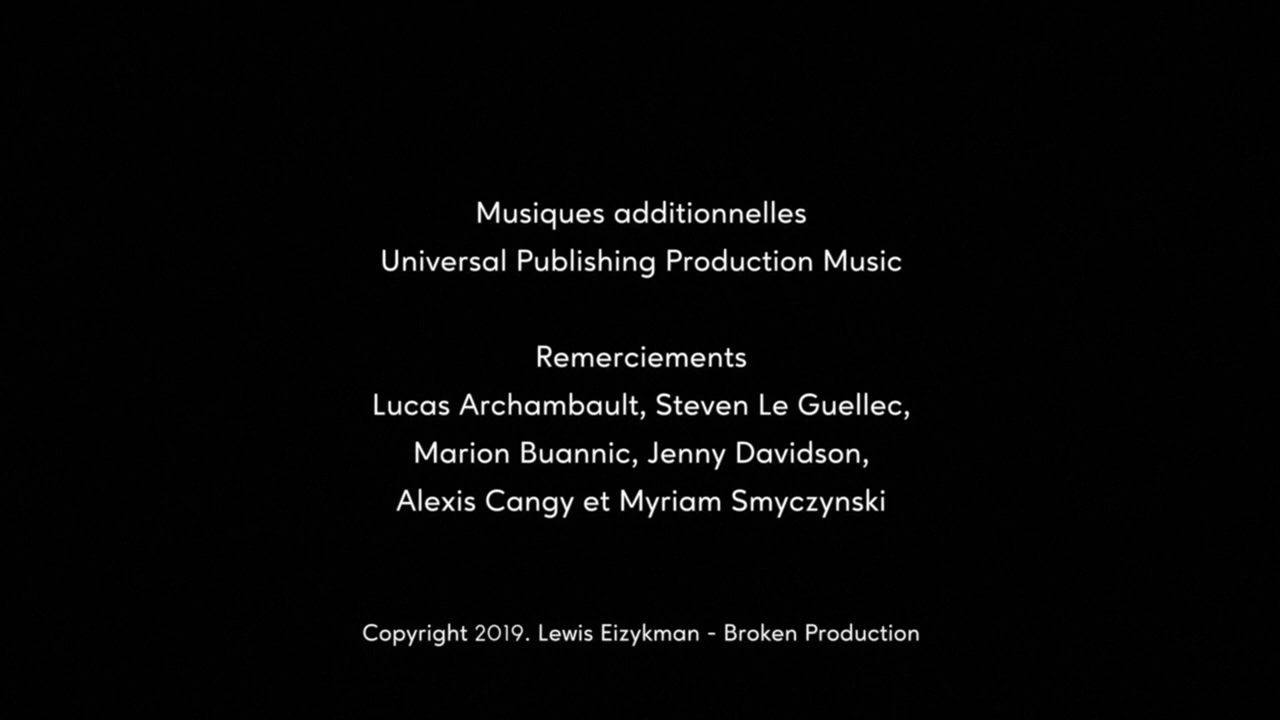 Musiques additionnelles
Universal Publishing Production Music
Remerciements
Lucas Archambault, Steven Le Guellec,
Marion Buannic, Jenny Davidson,
Alexis Cangy et Myriam Smyczynski
Copyright 2019. Lewis Eizykman - Broken Production